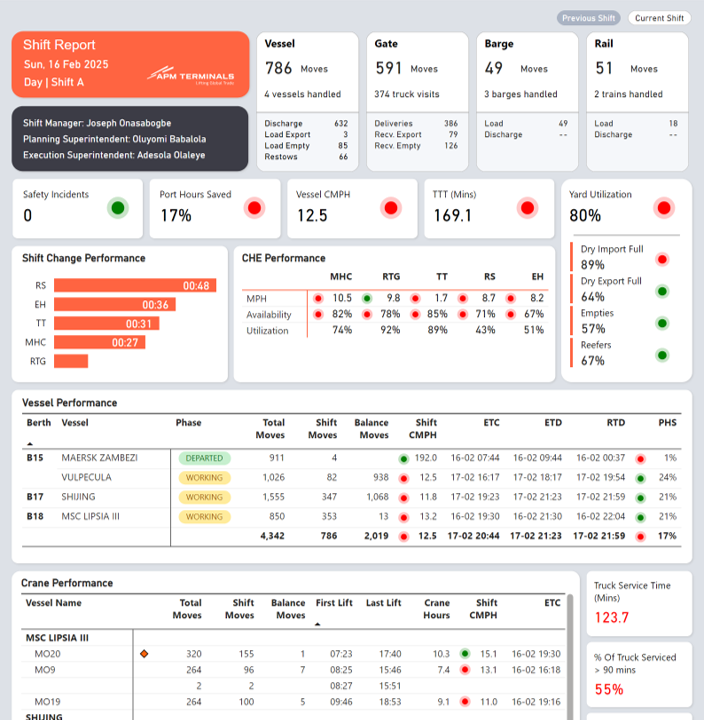 Previous Shift Current Shift
Shift Report
Sun, 16 Feb 2025
Day | Shift A
APM TERMINALS
Lifting Global Trade
Shift Manager: Joseph Onasabogbe
Planning Superintendent: Oluyomi Babalola
Execution Superintendent: Adesola Olaleye
Vessel
786 Moves
4 vessels handled
Discharge 632
Load Export 3
Load Empty 85
Restows 66
Gate
591 Moves
374 truck visits
Deliveries 386
Recv. Export 79
Recv. Empty 126
Barge
49 Moves
3 barges handled
Load 49
Discharge --
Rail
51 Moves
2 trains handled
Load 18
Discharge --
Safety Incidents
0
Port Hours Saved
17%
Vessel CMPH
12.5
TTT (Mins)
169.1
Yard Utilization
80%
Dry Import Full
89%
Dry Export Full
64%
Empties
57%
Reefers
67%
Shift Change Performance
RS 00:48
EH 00:36
TT 00:31
MHC 00:27
RTG
CHE Performance
MHC RTG TT RS EH
MPH 10.5 9.8 1.7 8.7 8.2
Availability 82% 78% 85% 71% 67%
Utilization 74% 92% 89% 43% 51%
Vessel Performance
Berth Vessel Phase Total Moves Shift Moves Balance Moves Shift CMPH ETC ETD RTD PHS
B15 MAERSK ZAMBEZI DEPARTED 911 4 192.0 16-02 07:44 16-02 09:44 16-02 00:37 1%
VULPECULA WORKING 1,026 82 938 12.5 17-02 16:17 17-02 18:17 17-02 19:54 24%
B17 SHIJING WORKING 1,555 347 1,068 11.8 17-02 19:23 17-02 21:23 17-02 21:59 21%
B18 MSC LIPSIA III WORKING 850 353 13 13.2 16-02 19:30 16-02 21:30 16-02 22:04 21%
4,342 786 2,019 12.5 17-02 20:44 17-02 21:23 17-02 21:59 17%
Crane Performance
Vessel Name Total Moves Shift Moves Balance Moves First Lift Last Lift Crane Hours Shift CMPH ETC
MSC LIPSIA III
MO20 320 155 1 07:23 17:40 10.3 15.1 16-02 19:30
MO9 264 96 7 08:25 15:46 7.4 13.1 16-02 16:18
2 2 08:27 15:51
MO19 264 100 5 09:46 18:53 9.1 11.0 16-02 19:16
SHIJING
Truck Service Time
(Mins)
123.7
% Of Truck Serviced
> 90 mins
55%